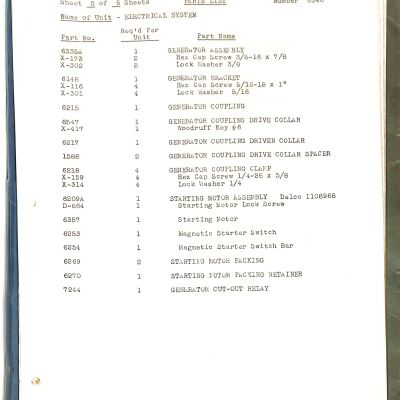 Sheet 5 of 5 Sheets PARTS LIST Number 6340
Name of Unit - ELECTRICAL SYSTEM
Part No. Req'd Per Unit Part Name
6335A 1 GENERATOR ASSEMBLY
X-173 2 Hex Cap Screw 3/8-16 x 7/8
X-302 2 Lock Washer 3/8
6146 1 GENERATOR BRACKET
X-116 4 Hex Cap Screw 5/16-18 x 1"
X-301 4 Lock Washer 5/16
6215 1 GENERATOR COUPLING
6547 1 GENERATOR COUPLING DRIVE COLLAR
X-417 1 Woodruff Key #6
6217 1 GENERATOR COUPLING DRIVEN COLLAR
1588 2 GENERATOR COUPLING DRIVE COLLAR SPACER
6218 4 GENERATOR COUPLING CLAMP
X-159 4 Hex Cap Screw 1/4-28 x 5/8
X-314 4 Lock Washer 1/4
6209A 1 STARTING MOTOR ASSEMBLY Delco 1108968
D-864 1 Starting Motor Lock Screw
6357 1 Starting Motor
6253 1 Magnetic Starter Switch
6254 1 Magnetic Starter Switch Bar
6269 2 STARTING MOTOR PACKING
6270 1 STARTING MOTOR PACKING RETAINER
7244 1 GENERATOR CUT-OUT RELAY